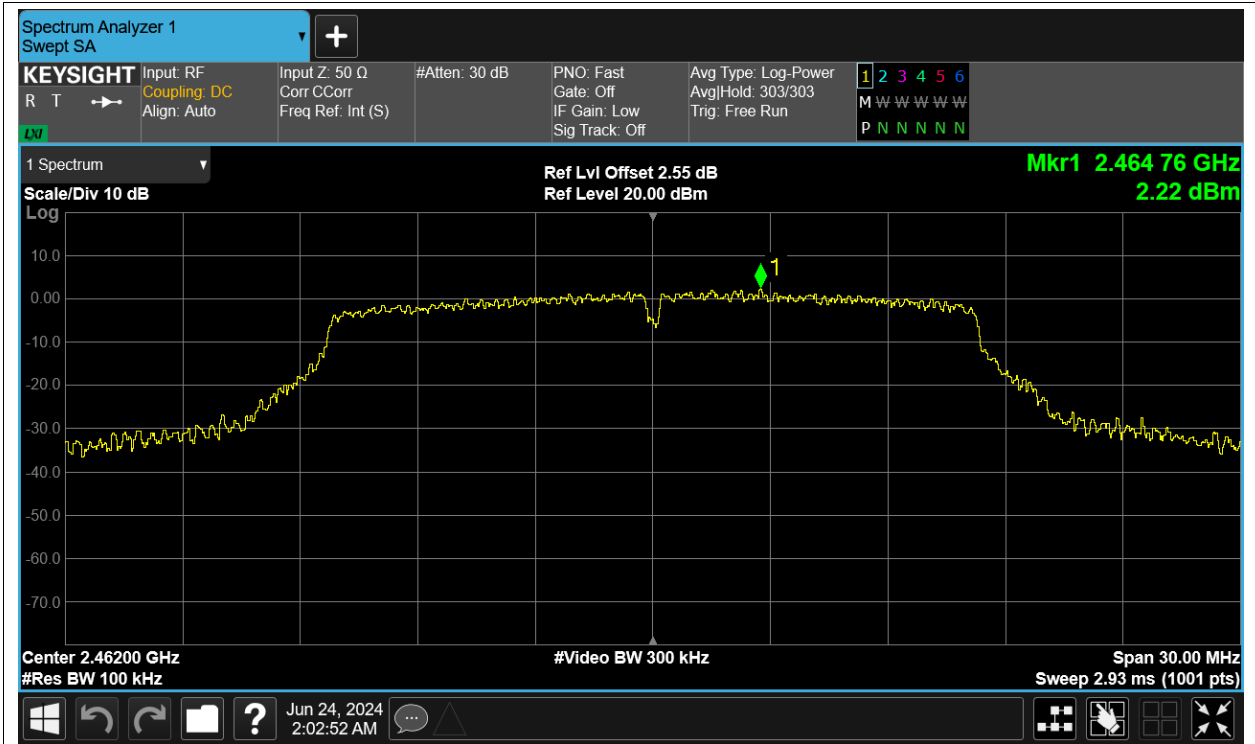 Spectrum Analyzer 1
Swept SA
KEYSIGHT
R T
LXI
Input: RF
Coupling: DC
Align: Auto
Input Z: 50 Ω
Corr CCorr
Freq Ref: Int (S)
#Atten: 30 dB
PNO: Fast
Gate: Off
IF Gain: Low
Sig Track: Off
Avg Type: Log-Power
Avg|Hold: 303/303
Trig: Free Run
1 2 3 4 5 6
M W W W W W
P N N N N N
1 Spectrum
Scale/Div 10 dB
Log
Ref Lvl Offset 2.55 dB
Ref Level 20.00 dBm
Mkr1 2.464 76 GHz
2.22 dBm
1
10.0
0.00
-10.0
-20.0
-30.0
-40.0
-50.0
-60.0
-70.0
Center 2.46200 GHz
#Res BW 100 kHz
#Video BW 300 kHz
Span 30.00 MHz
Sweep 2.93 ms (1001 pts)
?
Jun 24, 2024
2:02:52 AM